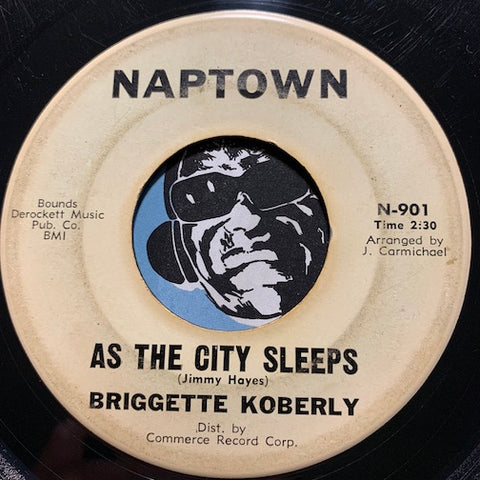 NAPTOWN
Bounds
Derockett Music
Pub. Co.
BMI
N-901
Time 2:30
Arranged by
J. Carmichael
AS THE CITY SLEEPS
(Jimmy Hayes)
BRIGGETTE KOBERLY
Dist. by
Commerce Record Corp.